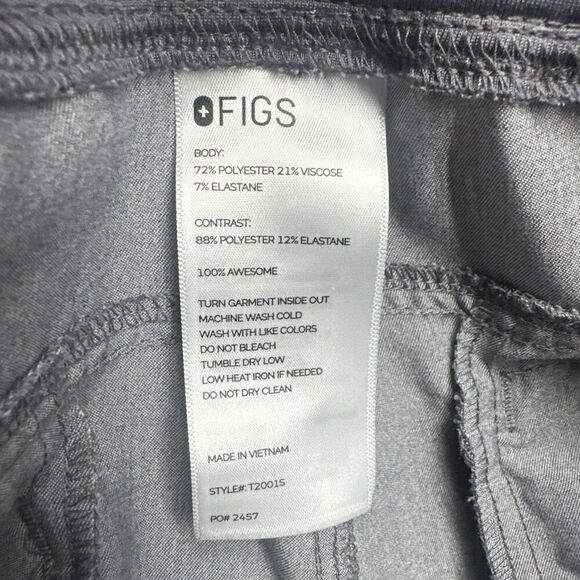 FIGS
BODY:
72% POLYESTER 21% VISCOSE
7% ELASTANE
CONTRAST:
88% POLYESTER 12% ELASTANE
100% AWESOME
TURN GARMENT INSIDE OUT
MACHINE WASH COLD
WASH WITH LIKE COLORS
DO NOT BLEACH
TUMBLE DRY LOW
LOW HEAT IRON IF NEEDED
DO NOT DRY CLEAN
MADE IN VIETNAM
STYLE#: T2001S
PO# 2457